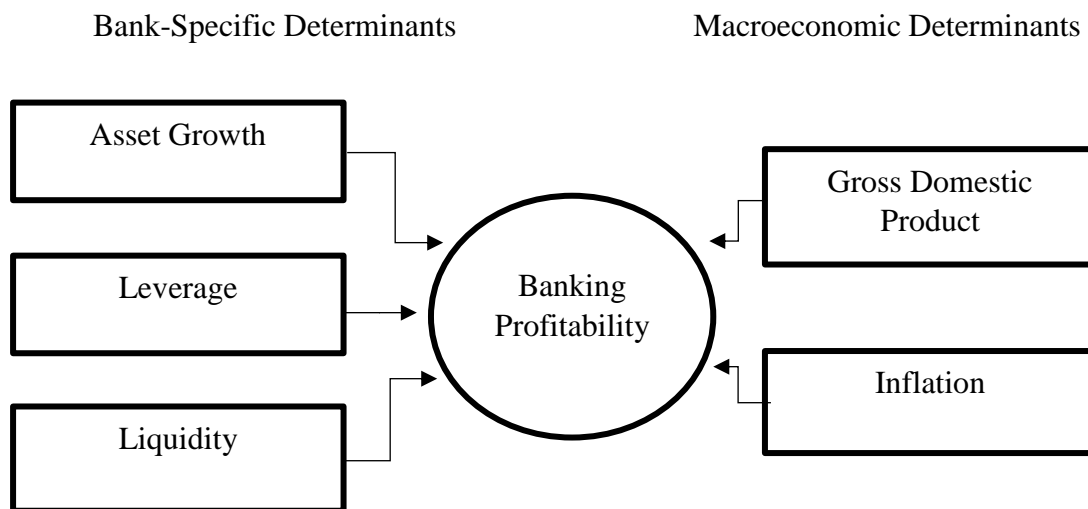 Bank-Specific Determinants
Macroeconomic Determinants
Asset Growth
Leverage
Liquidity
Banking
Profitability
Gross Domestic
Product
Inflation